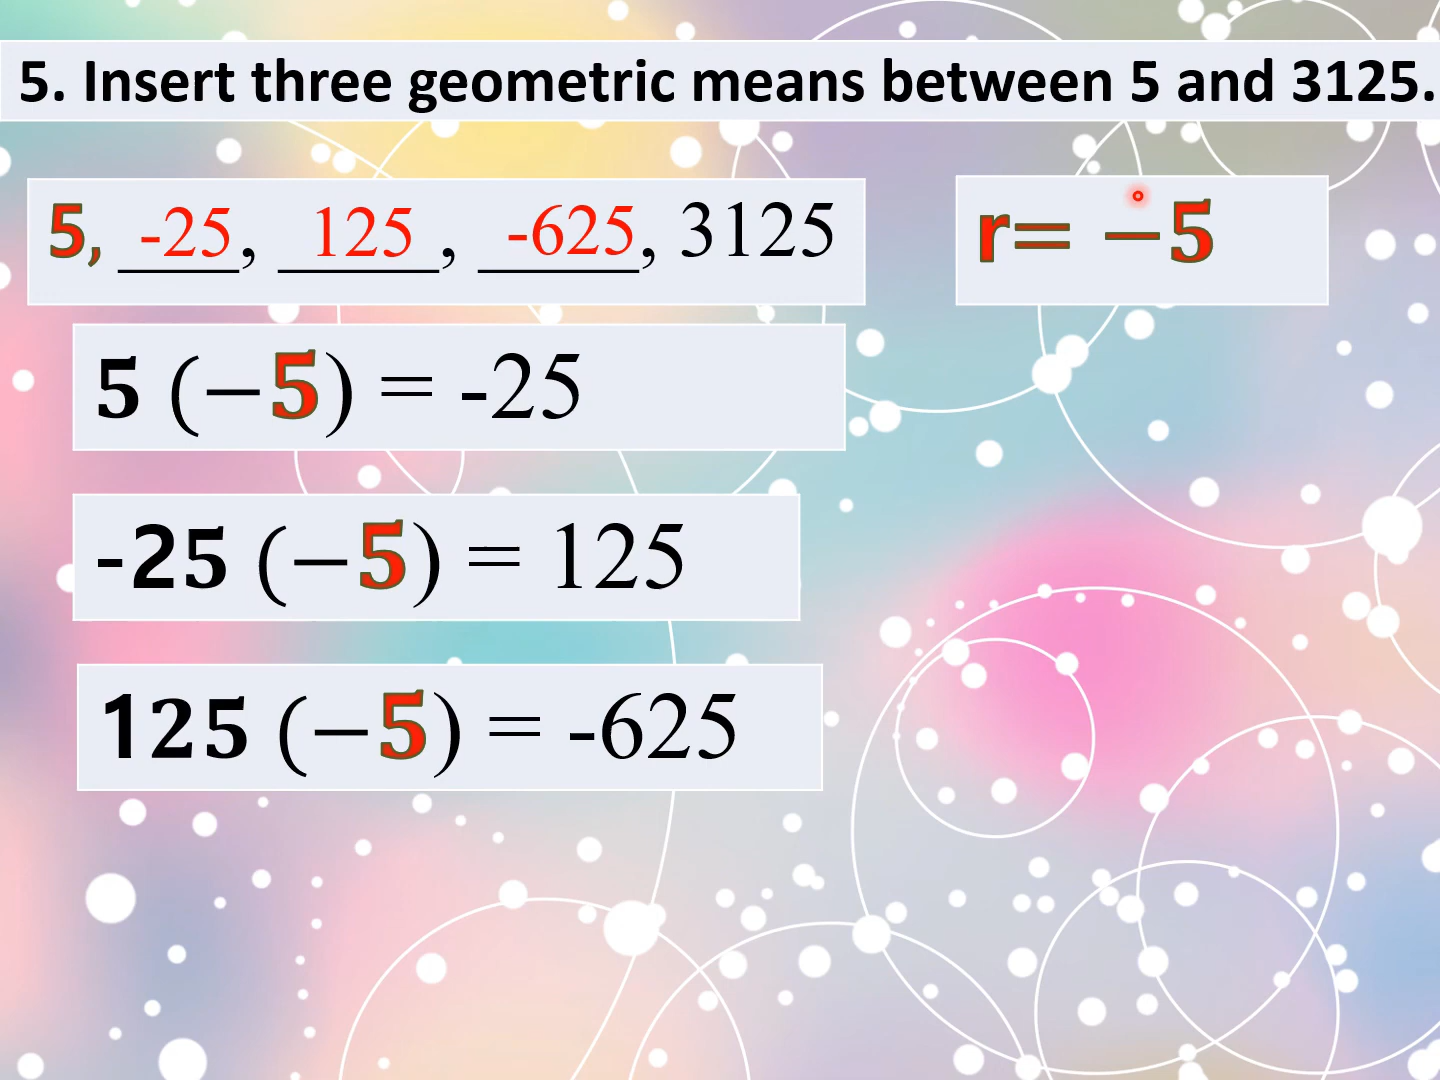 5. Insert three geometric means between 5 and 3125.
5, -25, 125, -625, 3125
r= −5
5 (−5) = -25
-25 (−5) = 125
125 (−5) = -625